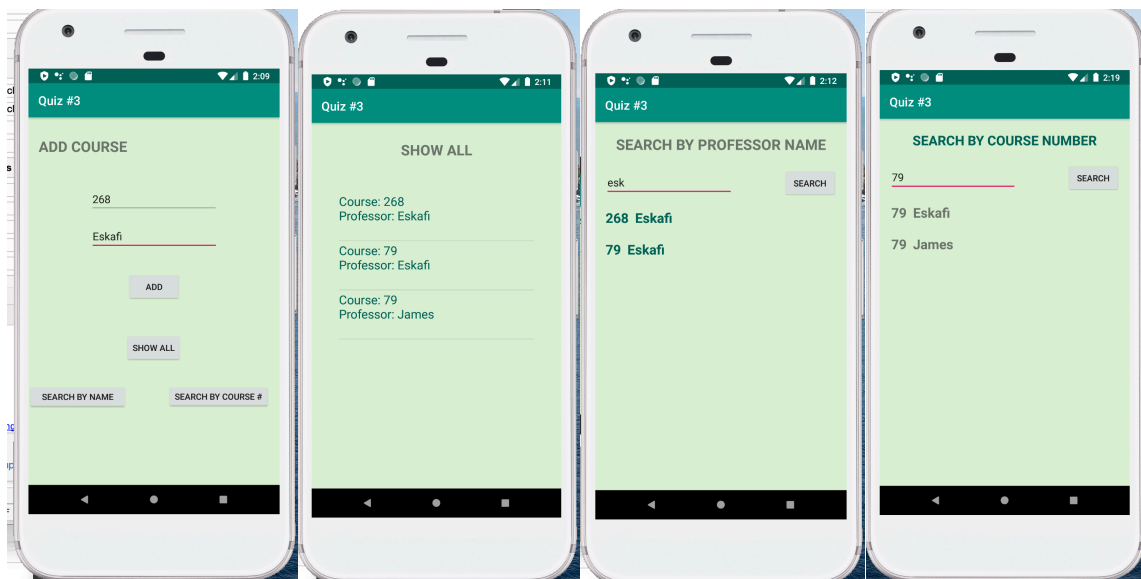 2:09
Quiz #3
ADD COURSE
268
Eskafi
ADD
SHOW ALL
SEARCH BY NAME
SEARCH BY COURSE #
2:11
Quiz #3
SHOW ALL
Course: 268
Professor: Eskafi
Course: 79
Professor: Eskafi
Course: 79
Professor: James
2:12
Quiz #3
SEARCH BY PROFESSOR NAME
esk
SEARCH
268 Eskafi
79 Eskafi
2:19
Quiz #3
SEARCH BY COURSE NUMBER
79
SEARCH
79 Eskafi
79 James